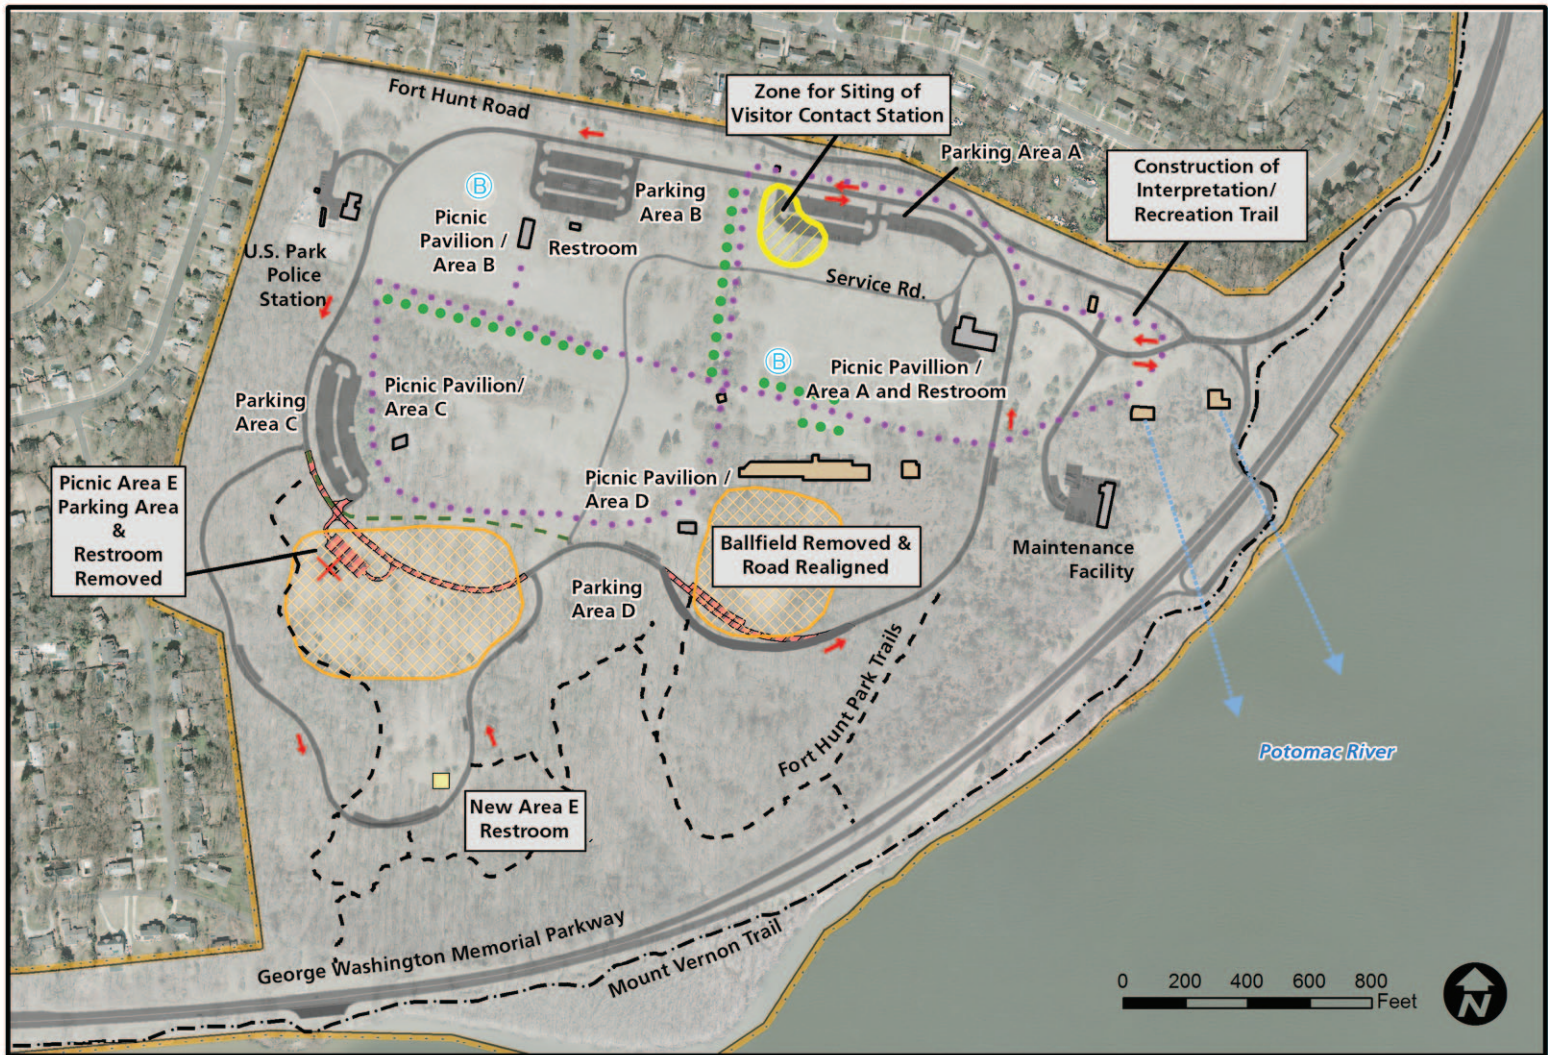 Fort Hunt Road
Zone for Siting of
Visitor Contact Station
Parking Area A
Construction of
Interpretation/
Recreation Trail
B
Picnic
Pavilion /
Area B
Parking
Area B
Restroom
U.S. Park
Police
Station
Service Rd.
B
Picnic Pavillion /
Area A and Restroom
Parking
Area C
Picnic Pavilion/
Area C
Picnic Area E
Parking Area
&
Restroom
Removed
Picnic Pavilion /
Area D
Ballfield Removed &
Road Realigned
Maintenance
Facility
Parking
Area D
Fort Hunt Park Trails
Potomac River
New Area E
Restroom
George Washington Memorial Parkway
Mount Vernon Trail
0 200 400 600 800
Feet
N